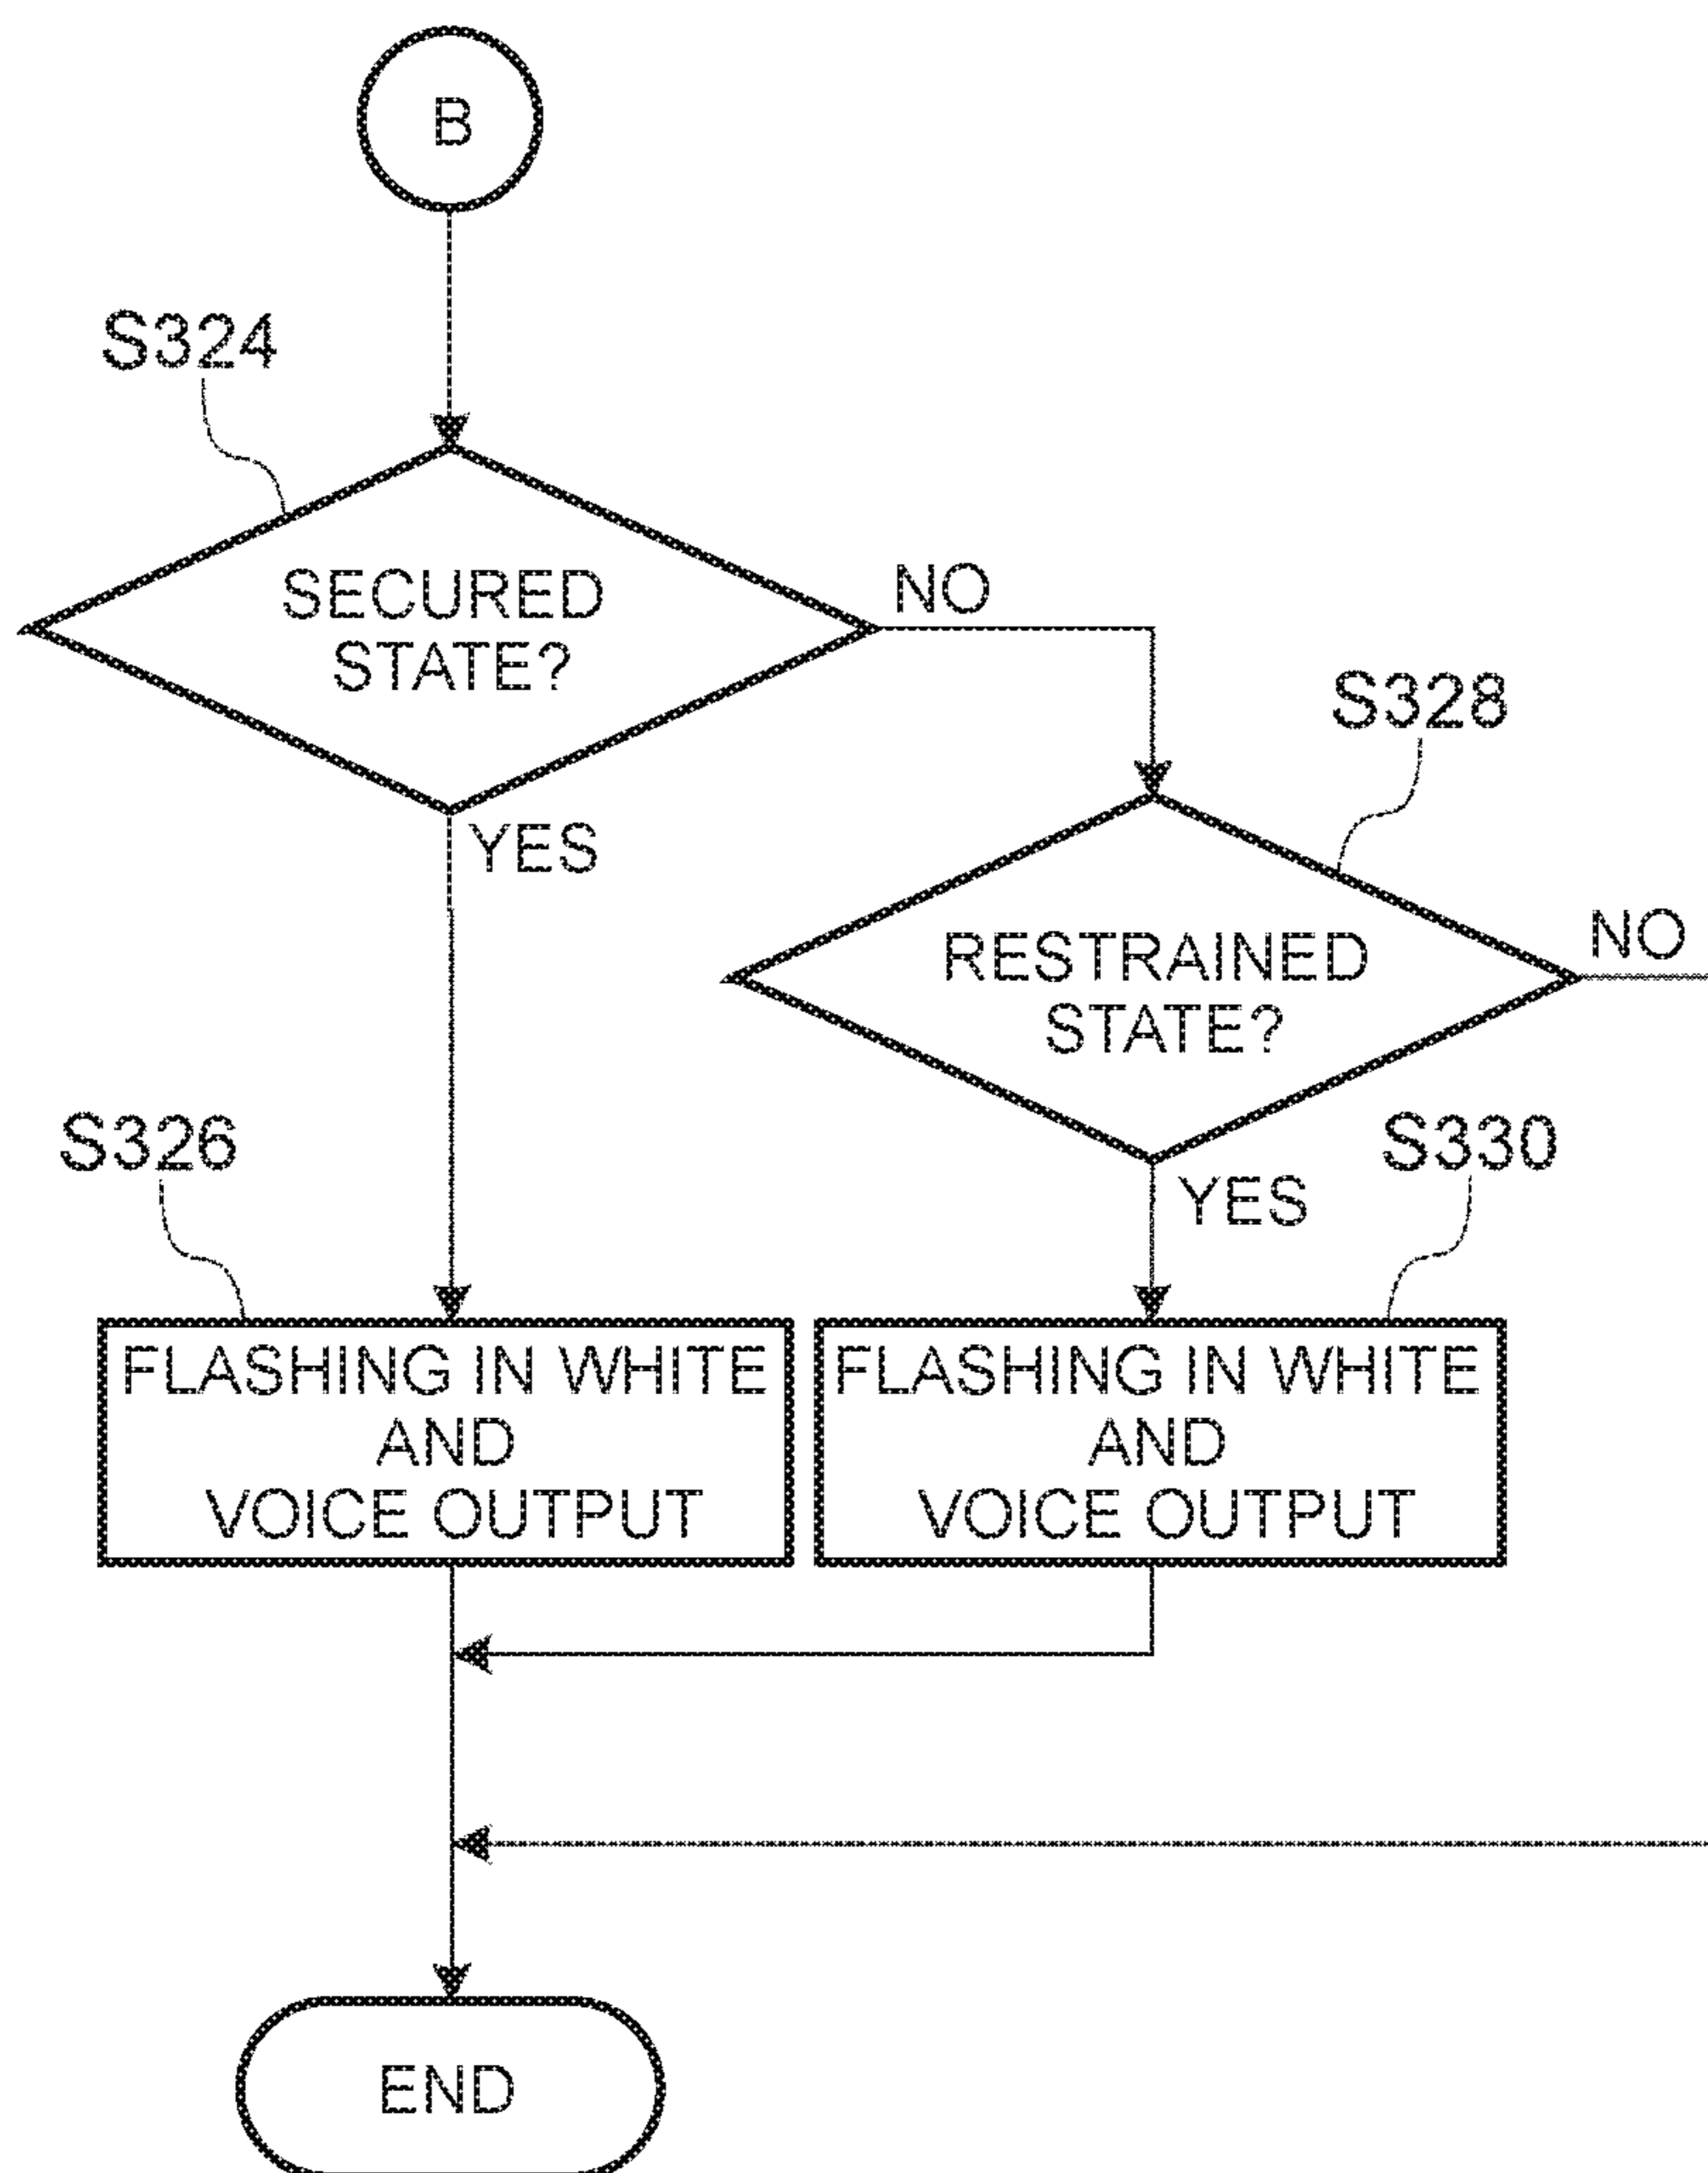 B
S324
SECURED
STATE?
NO
YES
S328
RESTRAINED
STATE?
NO
YES
S326
FLASHING IN WHITE
AND
VOICE OUTPUT
S330
FLASHING IN WHITE
AND
VOICE OUTPUT
END